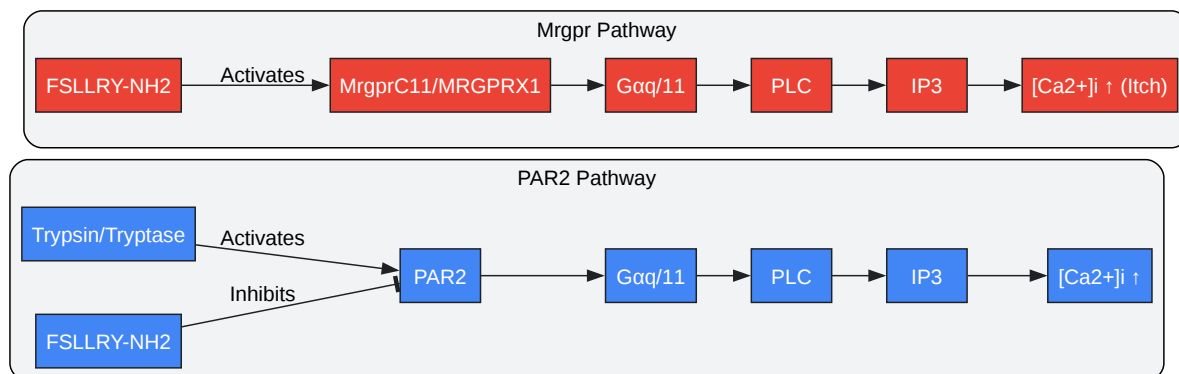 Mrgpr Pathway
FSLLRY-NH2
Activates
MrgprC11/MRGPRX1
Gαq/11
PLC
IP3
[Ca2+]i ↑ (Itch)
PAR2 Pathway
Trypsin/Tryptase
Activates
FSLLRY-NH2
Inhibits
PAR2
Gαq/11
PLC
IP3
[Ca2+]i ↑